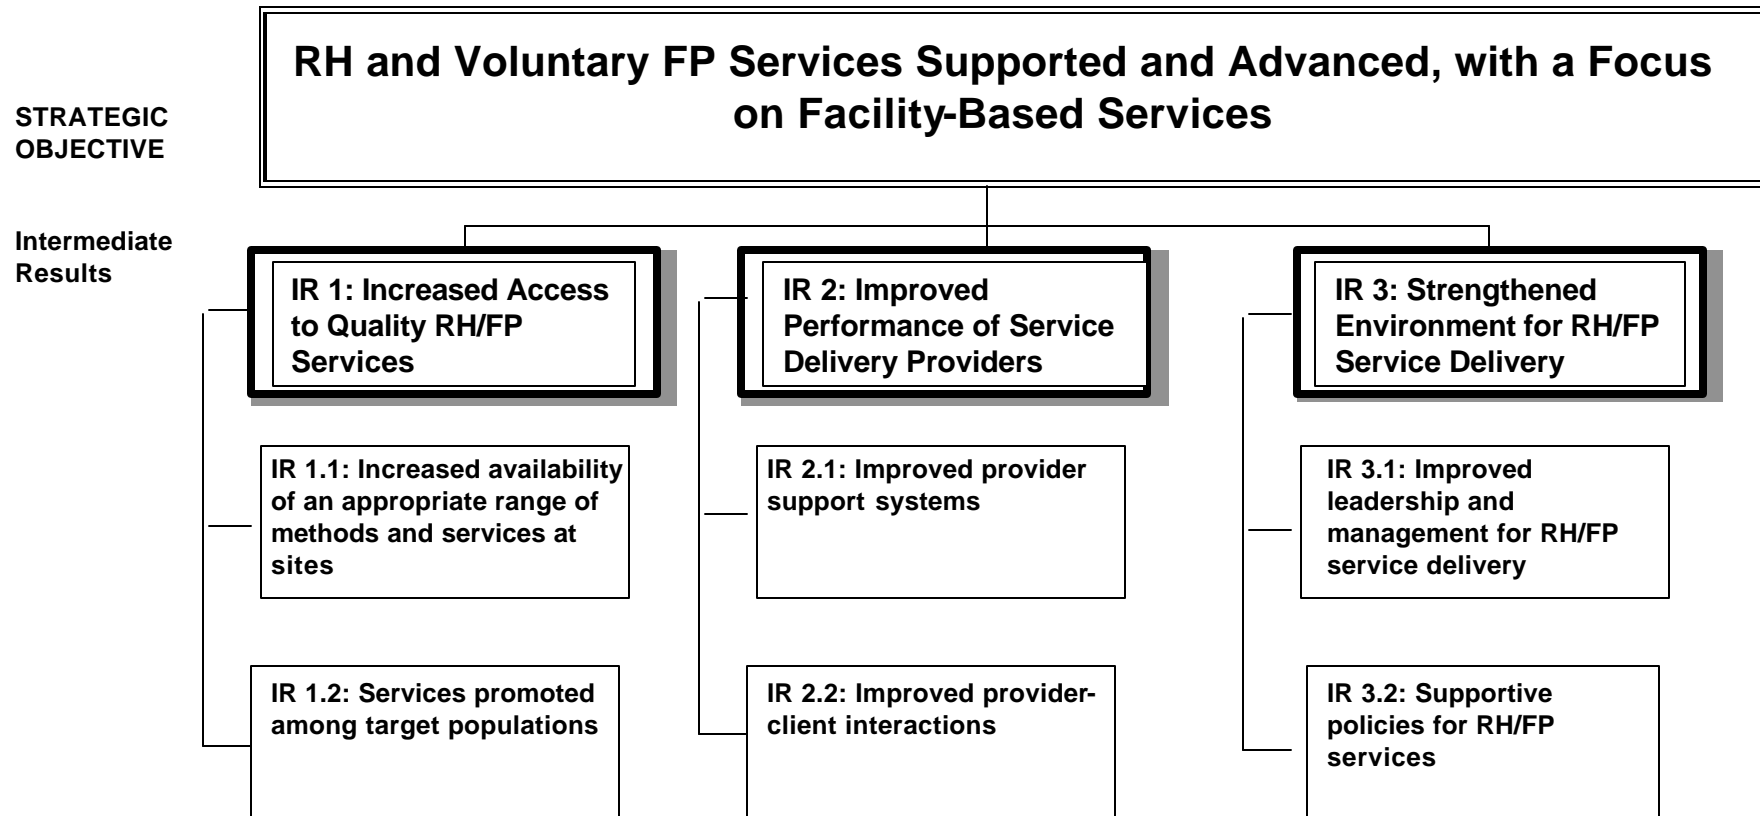 RH and Voluntary FP Services Supported and Advanced, with a Focus
on Facility-Based Services
STRATEGIC
OBJECTIVE
Intermediate
Results
IR 1: Increased Access
to Quality RH/FP
Services
IR 2: Improved
Performance of Service
Delivery Providers
IR 3: Strengthened
Environment for RH/FP
Service Delivery
IR 1.1: Increased availability
of an appropriate range of
methods and services at
sites
IR 2.1: Improved provider
support systems
IR 3.1: Improved
leadership and
management for RH/FP
service delivery
IR 1.2: Services promoted
among target populations
IR 2.2: Improved provider-
client interactions
IR 3.2: Supportive
policies for RH/FP
services